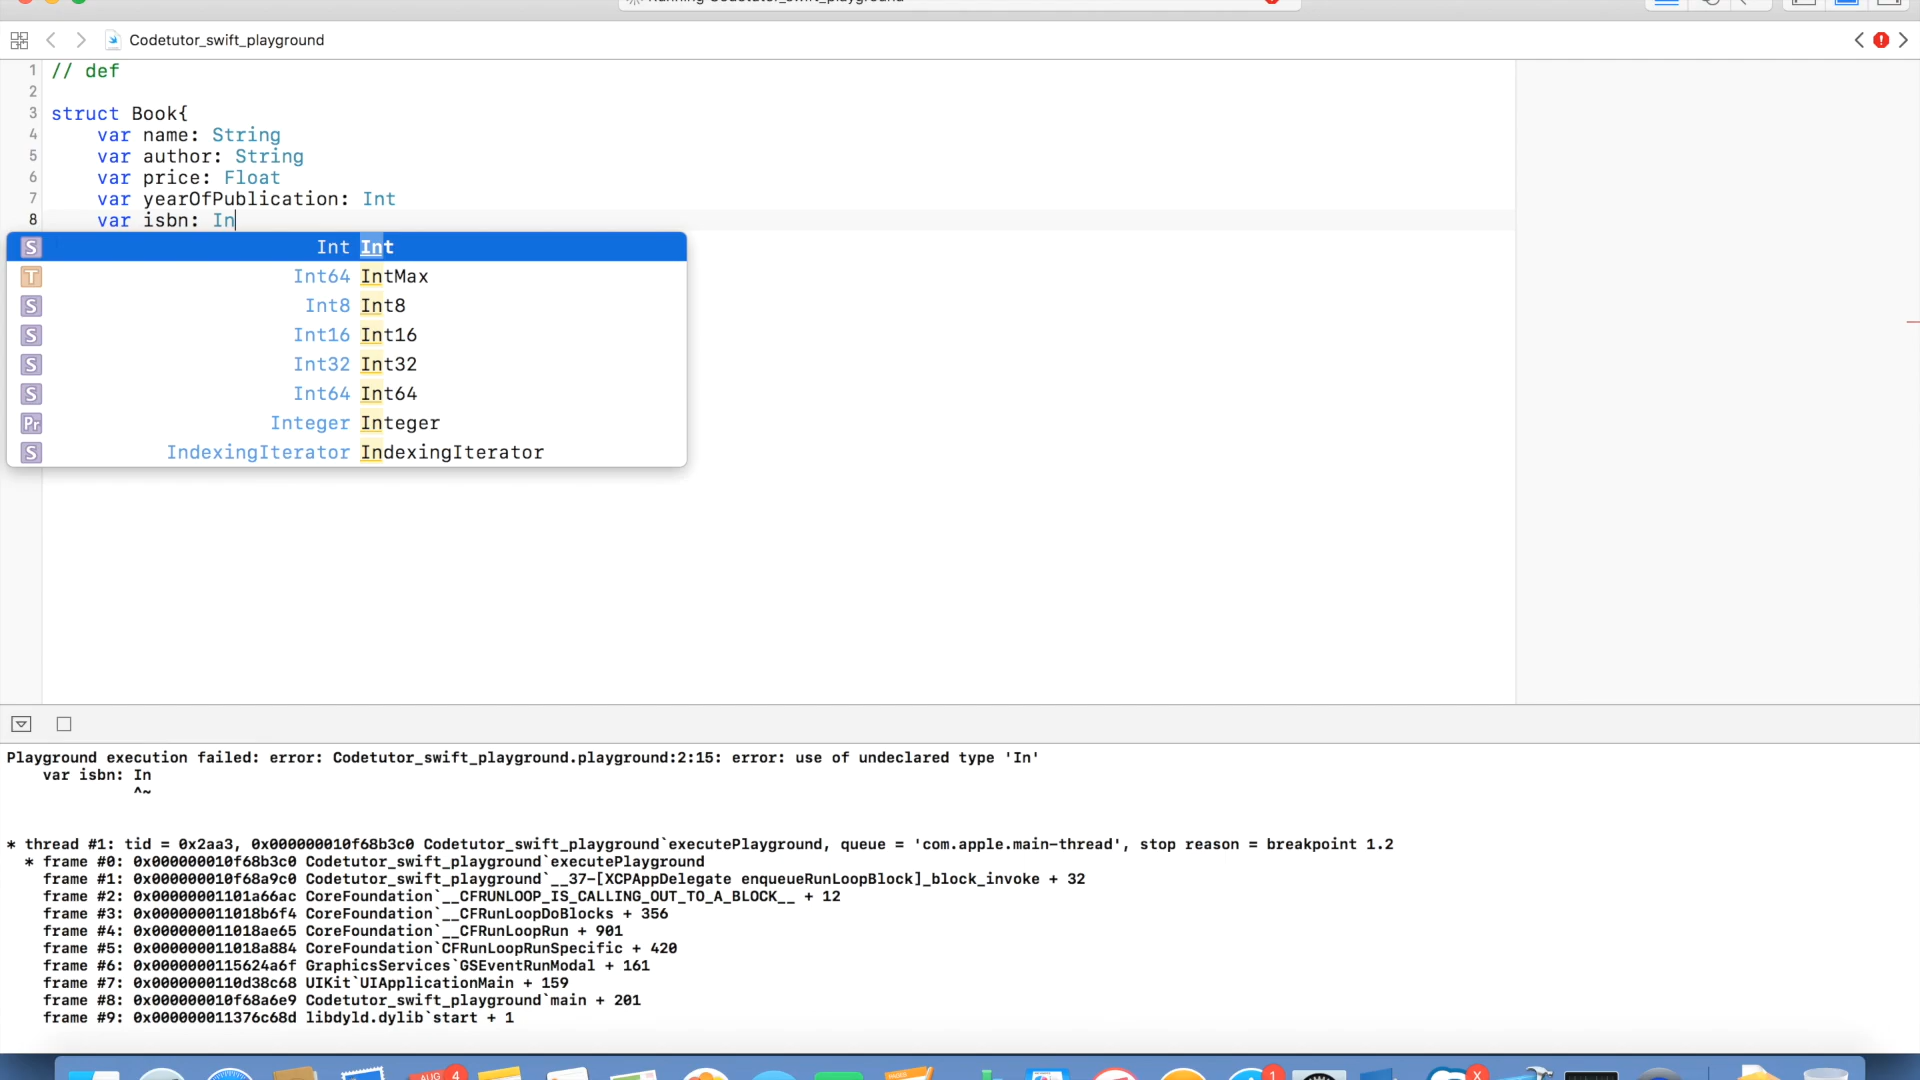 Codetutor_swift_playground
1 // def
2
3 struct Book{
4 var name: String
5 var author: String
6 var price: Float
7 var yearOfPublication: Int
8 var isbn: In
S Int Int
T Int64 IntMax
S Int8 Int8
S Int16 Int16
S Int32 Int32
S Int64 Int64
Pr Integer Integer
S IndexingIterator IndexingIterator
Playground execution failed: error: Codetutor_swift_playground.playground:2:15: error: use of undeclared type 'In'
var isbn: In
^~
* thread #1: tid = 0x2aa3, 0x000000010f68b3c0 Codetutor_swift_playground`executePlayground, queue = 'com.apple.main-thread', stop reason = breakpoint 1.2
* frame #0: 0x000000010f68b3c0 Codetutor_swift_playground`executePlayground
frame #1: 0x000000010f68a9c0 Codetutor_swift_playground`__37-[XCPAppDelegate enqueueRunLoopBlock]_block_invoke + 32
frame #2: 0x00000001101a66ac CoreFoundation`__CFRUNLOOP_IS_CALLING_OUT_TO_A_BLOCK__ + 12
frame #3: 0x000000011018b6f4 CoreFoundation`__CFRunLoopDoBlocks + 356
frame #4: 0x000000011018ae65 CoreFoundation`__CFRunLoopRun + 901
frame #5: 0x000000011018a884 CoreFoundation`CFRunLoopRunSpecific + 420
frame #6: 0x0000000115624a6f GraphicsServices`GSEventRunModal + 161
frame #7: 0x0000000110d38c68 UIKit`UIApplicationMain + 159
frame #8: 0x000000010f68a6e9 Codetutor_swift_playground`main + 201
frame #9: 0x000000011376c68d libdyld.dylib`start + 1
AUG 4
PAGES
1
X